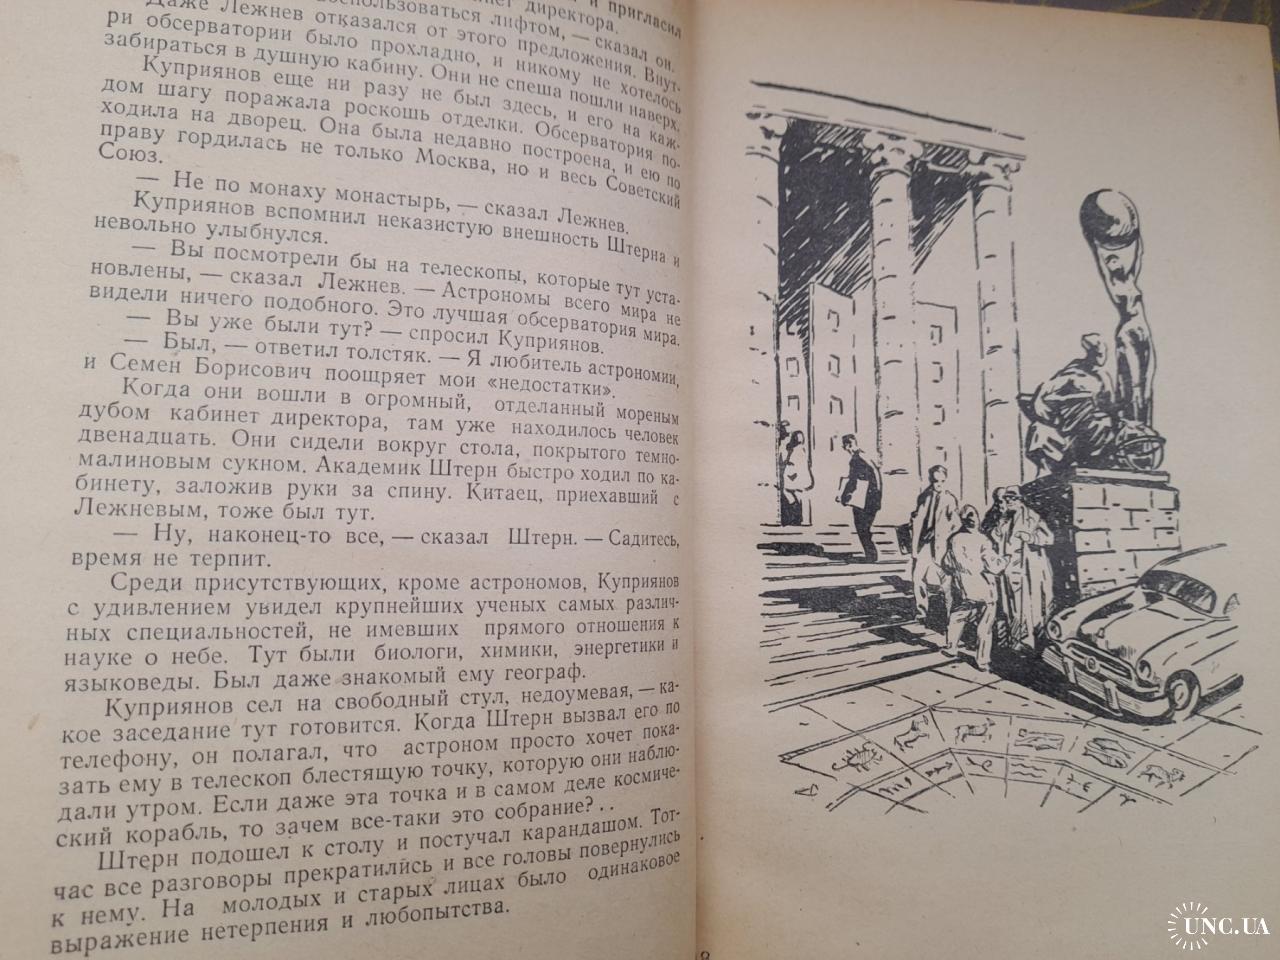 и пригласил
директора.
воспользоваться лифтом, — сказал он.
Даже Лежнев отказался от этого предложения. Внут-
ри обсерватории было прохладно, и никому не хотелось
забираться в душную кабину. Они не спеша пошли наверх.
Куприянов еще ни разу не был здесь, и его на каж-
дом шагу поражала роскошь отделки. Обсерватория по-
ходила на дворец. Она была недавно построена, и ею по
праву гордилась не только Москва, но и весь Советский
Союз.
— Не по монаху монастырь, — сказал Лежнев.
Куприянов вспомнил неказистую внешность Штерна и
невольно улыбнулся.
— Вы посмотрели бы на телескопы, которые тут уста-
новлены, — сказал Лежнев. — Астрономы всего мира не
видели ничего подобного. Это лучшая обсерватория мира.
— Вы уже были тут? — спросил Куприянов.
— Был, — ответил толстяк. — Я любитель астрономии,
и Семен Борисович поощряет мои «недостатки».
Когда они вошли в огромный, отделанный мореным
дубом кабинет директора, там уже находилось человек
двенадцать. Они сидели вокруг стола, покрытого темно-
малиновым сукном. Академик Штерн быстро ходил по ка-
бинету, заложив руки за спину. Китаец, приехавший с
Лежневым, тоже был тут.
— Ну, наконец-то все, — сказал Штерн. — Садитесь,
время не терпит.
Среди присутствующих, кроме астрономов, Куприянов
с удивлением увидел крупнейших ученых самых различ-
ных специальностей, не имевших прямого отношения к
науке о небе. Тут были биологи, химики, энергетики и
языковеды. Был даже знакомый ему географ.
Куприянов сел на свободный стул, недоумевая, — ка-
кое заседание тут готовится. Когда Штерн вызвал его по
телефону, он полагал, что астроном просто хочет пока-
зать ему в телескоп блестящую точку, которую они наблю-
дали утром. Если даже эта точка и в самом деле космиче-
ский корабль, то зачем все-таки это собрание?..
Штерн подошел к столу и постучал карандашом. Тот-
час все разговоры прекратились и все головы повернулись
к нему. На молодых и старых лицах было одинаковое
выражение нетерпения и любопытства.
8
UNC.UA